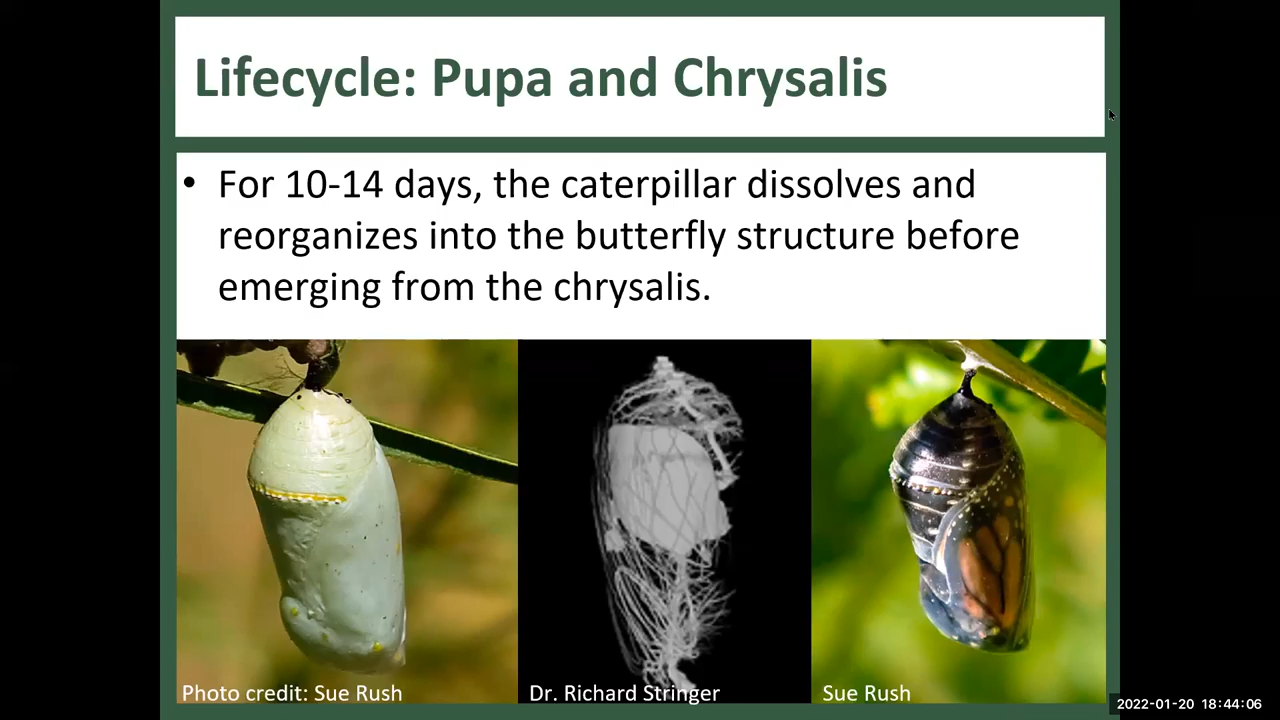 Lifecycle: Pupa and Chrysalis
• For 10-14 days, the caterpillar dissolves and
reorganizes into the butterfly structure before
emerging from the chrysalis.
Photo credit: Sue Rush
Dr. Richard Stringer
Sue Rush
2022-01-20 18:44:06